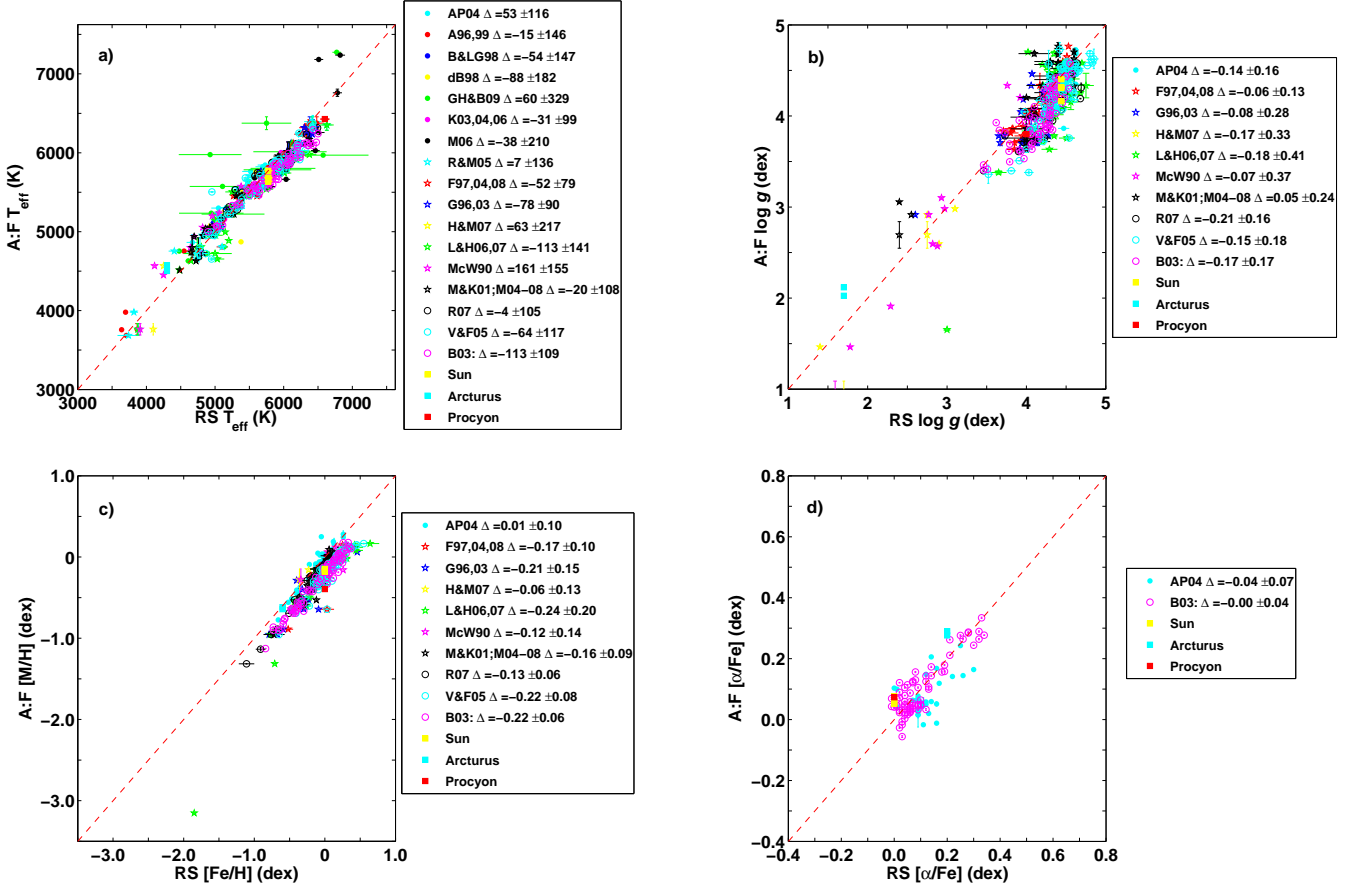 a)
7000
6000
5000
4000
3000
A:F T_eff (K)
3000 4000 5000 6000 7000
RS T_eff (K)
AP04 Δ =53 ±116
A96,99 Δ =−15 ±146
B&LG98 Δ =−54 ±147
dB98 Δ =−88 ±182
GH&B09 Δ =60 ±329
K03,04,06 Δ =−31 ±99
M06 Δ =−38 ±210
R&M05 Δ =7 ±136
F97,04,08 Δ =−52 ±79
G96,03 Δ =−78 ±90
H&M07 Δ =63 ±217
L&H06,07 Δ =−113 ±141
McW90 Δ =161 ±155
M&K01;M04−08 Δ =−20 ±108
R07 Δ =−4 ±105
V&F05 Δ =−64 ±117
B03: Δ =−113 ±109
Sun
Arcturus
Procyon
b)
5
4
3
2
1
A:F log g (dex)
1 2 3 4 5
RS log g (dex)
AP04 Δ =−0.14 ±0.16
F97,04,08 Δ =−0.06 ±0.13
G96,03 Δ =−0.08 ±0.28
H&M07 Δ =−0.17 ±0.33
L&H06,07 Δ =−0.18 ±0.41
McW90 Δ =−0.07 ±0.37
M&K01;M04−08 Δ =0.05 ±0.24
R07 Δ =−0.21 ±0.16
V&F05 Δ =−0.15 ±0.18
B03: Δ =−0.17 ±0.17
Sun
Arcturus
Procyon
c)
1.0
0
−1.0
−2.0
−3.0
A:F [M/H] (dex)
−3.0 −2.0 −1.0 0 1.0
RS [Fe/H] (dex)
AP04 Δ =0.01 ±0.10
F97,04,08 Δ =−0.17 ±0.10
G96,03 Δ =−0.21 ±0.15
H&M07 Δ =−0.06 ±0.13
L&H06,07 Δ =−0.24 ±0.20
McW90 Δ =−0.12 ±0.14
M&K01;M04−08 Δ =−0.16 ±0.09
R07 Δ =−0.13 ±0.06
V&F05 Δ =−0.22 ±0.08
B03: Δ =−0.22 ±0.06
Sun
Arcturus
Procyon
d)
0.8
0.6
0.4
0.2
0.0
−0.2
−0.4
A:F [α/Fe] (dex)
−0.4 −0.2 0.0 0.2 0.4 0.6 0.8
RS [α/Fe] (dex)
AP04 Δ =−0.04 ±0.07
B03: Δ =−0.00 ±0.04
Sun
Arcturus
Procyon